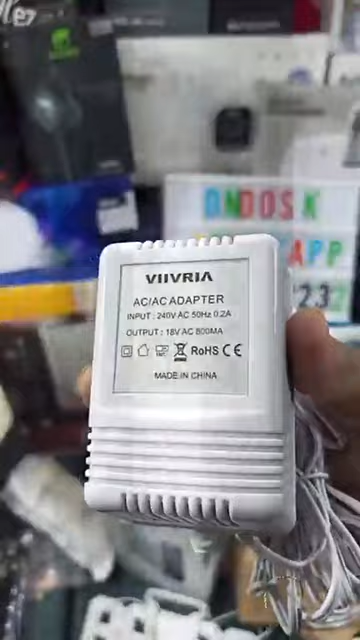 VIIVRIA
AC/AC ADAPTER
INPUT : 240V AC 50Hz 0.2A
OUTPUT : 18V AC 800MA
RoHS CE
MADE IN CHINA